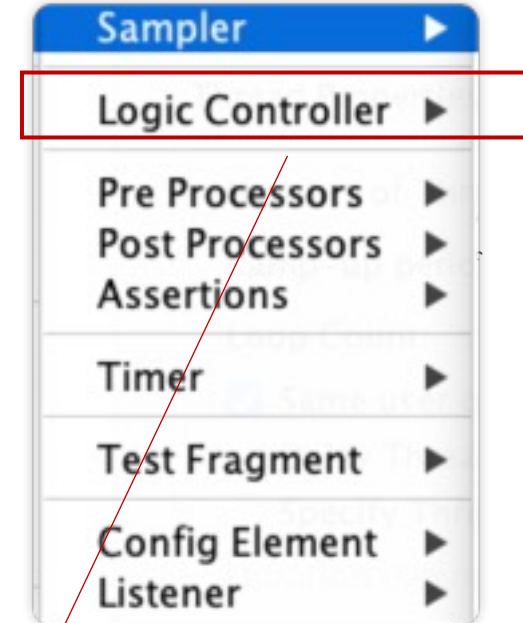 Sampler
Logic Controller
Pre Processors
Post Processors
Assertions
Timer
Test Fragment
Config Element
Listener